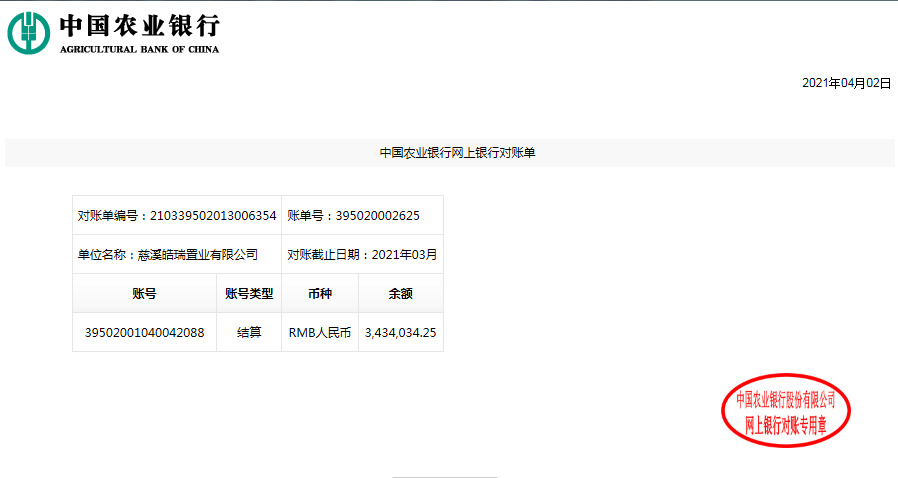 中国农业银行
AGRICULTURAL BANK OF CHINA
2021年04月02日
中国农业银行网上银行对账单
对账单编号：210339502013006354 账单号：395020002625
单位名称：慈溪皓瑞置业有限公司 对账截止日期：2021年03月
账号 账号类型 币种 余额
39502001040042088 结算 RMB人民币 3,434,034.25
中国农业银行股份有限公司
网上银行对账专用章